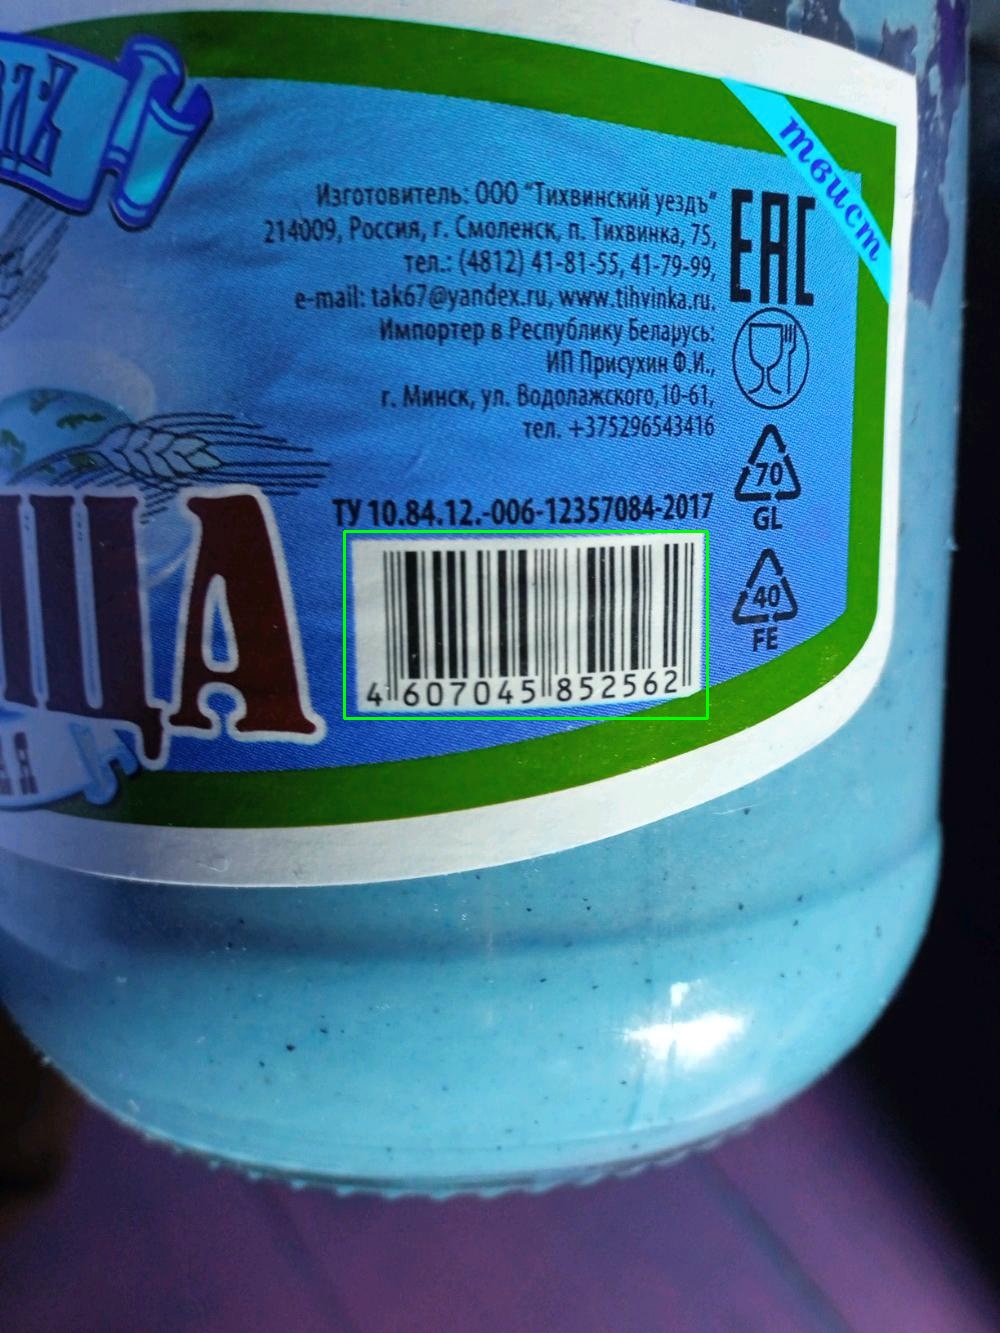 твист
Изготовитель: ООО "Тихвинский уездъ"
214009, Россия, г. Смоленск, п. Тихвинка, 75,
тел.: (4812) 41-81-55, 41-79-99,
e-mail: tak67@yandex.ru, www.tihvinka.ru.
Импортер в Республику Беларусь:
ИП Присухин Ф.И.,
г. Минск, ул. Водолажского,10-61,
тел. +375296543416
ТУ 10.84.12.-006-12357084-2017
4 607045 852562
EAC
70
GL
40
FE